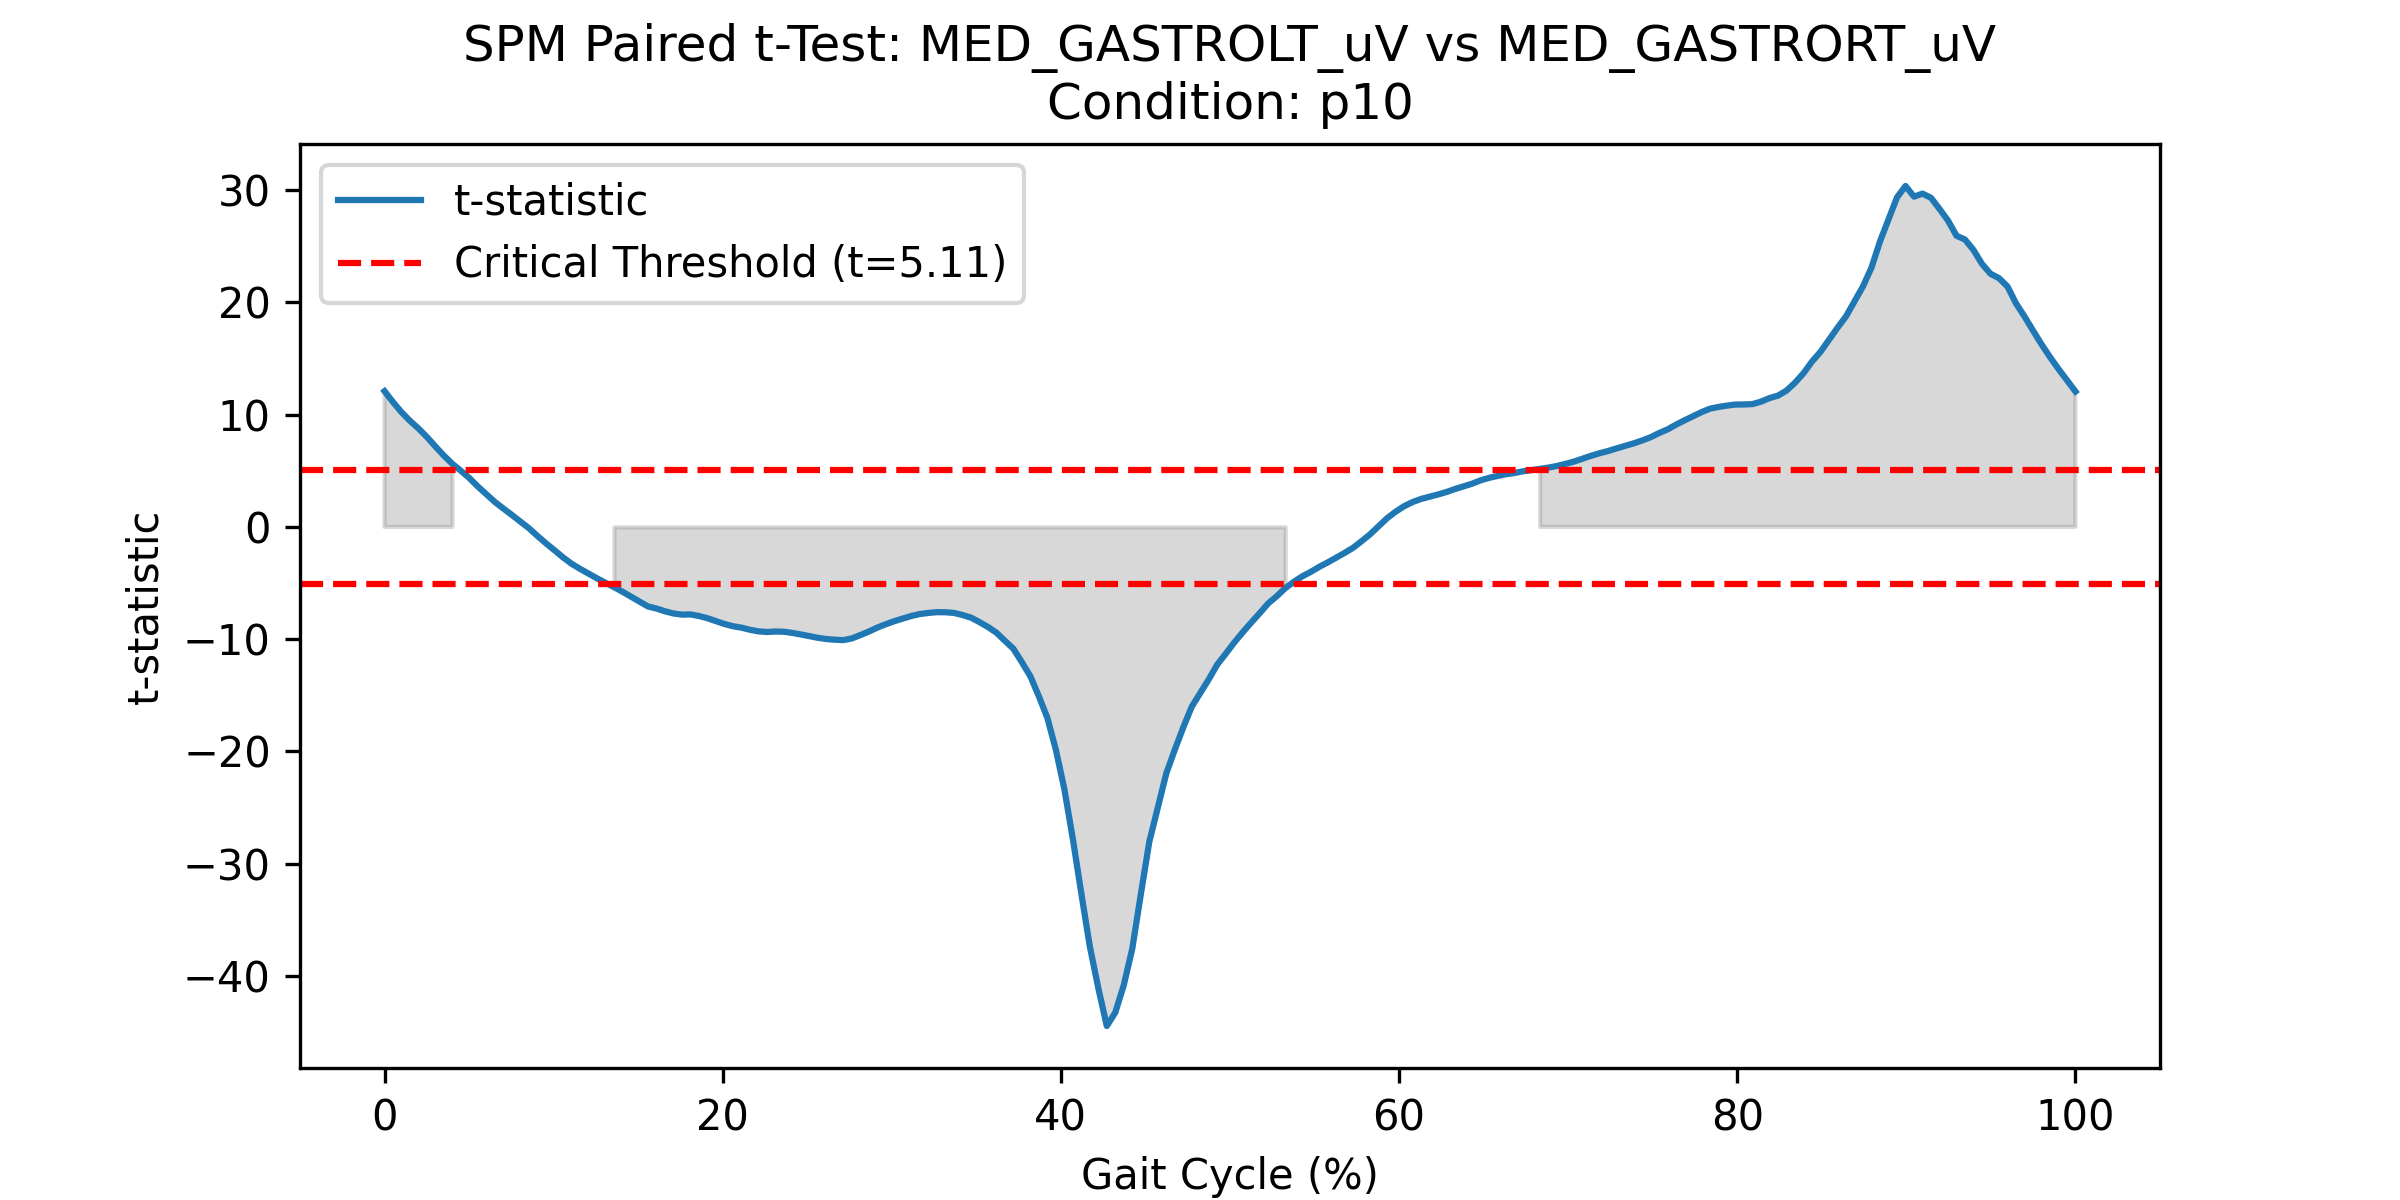 SPM Paired t-Test: MED_GASTROLT_uV vs MED_GASTRORT_uV
Condition: p10
t-statistic
Critical Threshold (t=5.11)
30
20
10
0
−10
−20
−30
−40
t-statistic
0 20 40 60 80 100
Gait Cycle (%)